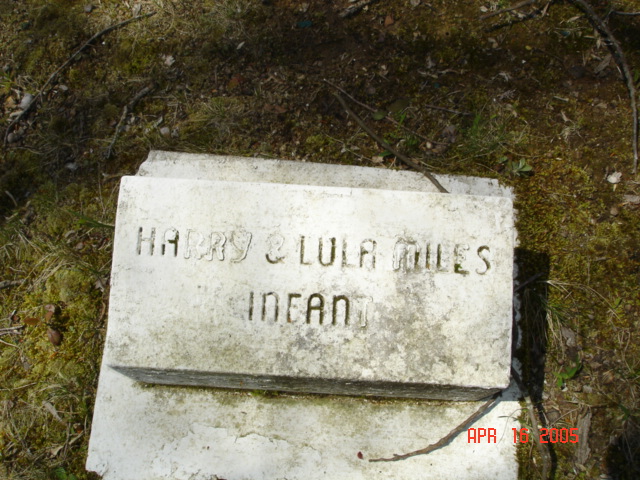 HARRY & LULA MILES
INFANT
APR 16 2005